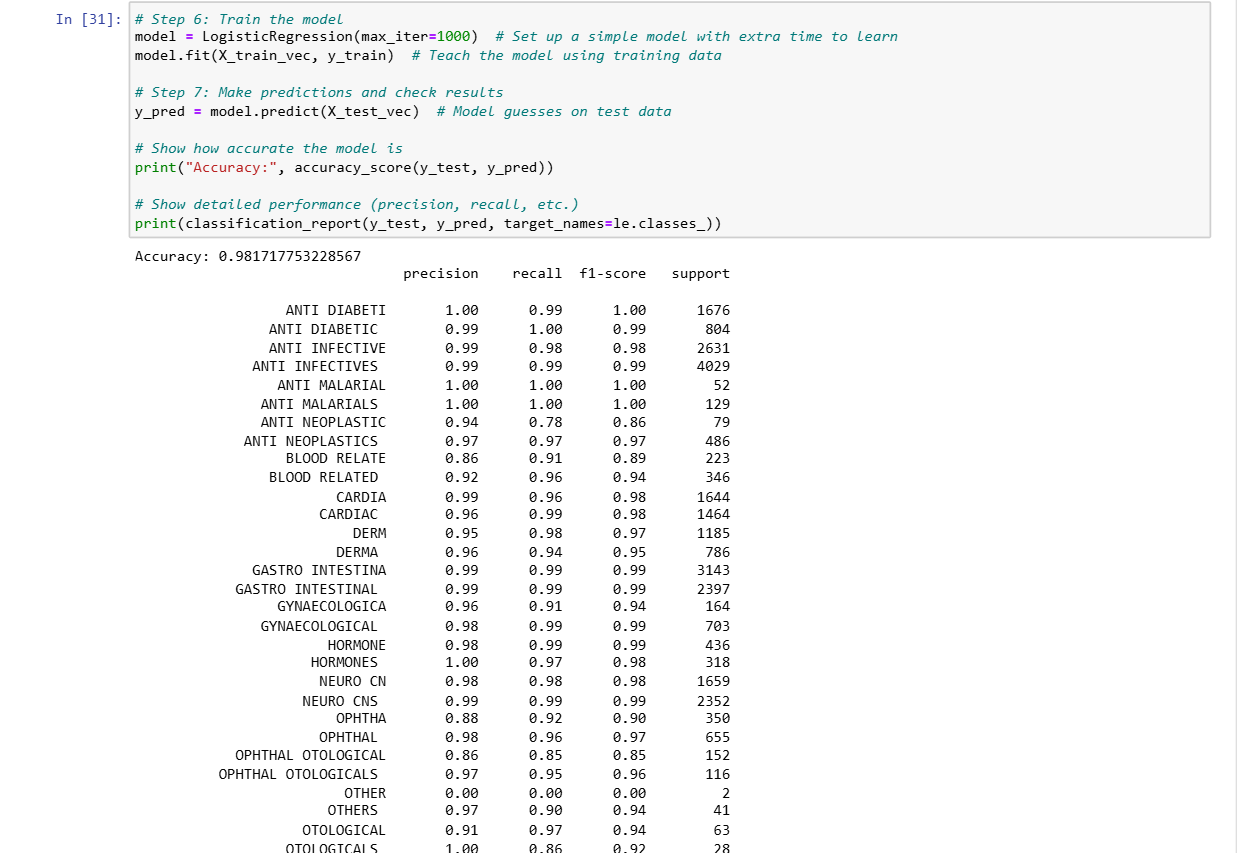 In [31]: # Step 6: Train the model
model = LogisticRegression(max_iter=1000)  # Set up a simple model with extra time to learn
model.fit(X_train_vec, y_train)  # Teach the model using training data
# Step 7: Make predictions and check results
y_pred = model.predict(X_test_vec)  # Model guesses on test data
# Show how accurate the model is
print("Accuracy:", accuracy_score(y_test, y_pred))
# Show detailed performance (precision, recall, etc.)
print(classification_report(y_test, y_pred, target_names=le.classes_))
Accuracy: 0.981717753228567
precision recall f1-score support
ANTI DIABETI 1.00 0.99 1.00 1676
ANTI DIABETIC 0.99 1.00 0.99 804
ANTI INFECTIVE 0.99 0.98 0.98 2631
ANTI INFECTIVES 0.99 0.99 0.99 4029
ANTI MALARIAL 1.00 1.00 1.00 52
ANTI MALARIALS 1.00 1.00 1.00 129
ANTI NEOPLASTIC 0.94 0.78 0.86 79
ANTI NEOPLASTICS 0.97 0.97 0.97 486
BLOOD RELATE 0.86 0.91 0.89 223
BLOOD RELATED 0.92 0.96 0.94 346
CARDIA 0.99 0.96 0.98 1644
CARDIAC 0.96 0.99 0.98 1464
DERM 0.95 0.98 0.97 1185
DERMA 0.96 0.94 0.95 786
GASTRO INTESTINA 0.99 0.99 0.99 3143
GASTRO INTESTINAL 0.99 0.99 0.99 2397
GYNAECOLOGICA 0.96 0.91 0.94 164
GYNAECOLOGICAL 0.98 0.99 0.99 703
HORMONE 0.98 0.99 0.99 436
HORMONES 1.00 0.97 0.98 318
NEURO CN 0.98 0.98 0.98 1659
NEURO CNS 0.99 0.99 0.99 2352
OPHTHA 0.88 0.92 0.90 350
OPHTHAL 0.98 0.96 0.97 655
OPHTHAL OTOLOGICAL 0.86 0.85 0.85 152
OPHTHAL OTOLOGICALS 0.97 0.95 0.96 116
OTHER 0.00 0.00 0.00 2
OTHERS 0.97 0.90 0.94 41
OTOLOGICAL 0.91 0.97 0.94 63
OTOLOGICALS 1.00 0.86 0.92 28